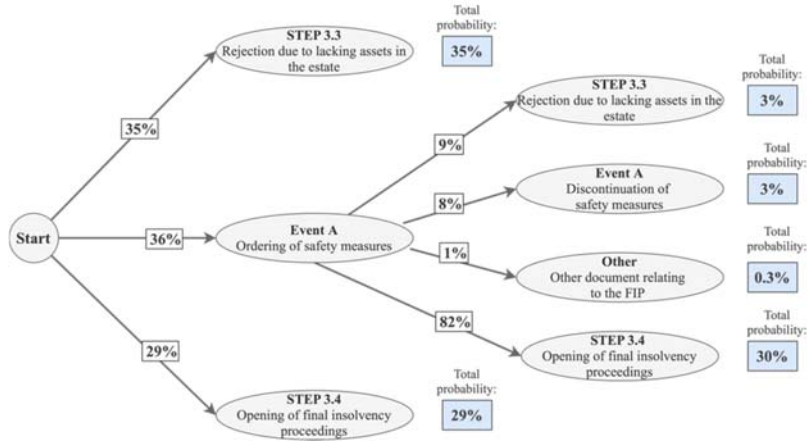 STEP 3.3
Rejection due to lacking assets in
the estate
Total
probability:
35%
35%
STEP 3.3
Rejection due to lacking assets in the
estate
Total
probability:
3%
9%
Event A
Discontinuation of
safety measures
Total
probability:
3%
8%
Start
36%
Event A
Ordering of safety measures
1%
Other
Other document relating
to the FIP
Total
probability:
0.3%
82%
STEP 3.4
Opening of final insolvency
proceedings
Total
probability:
30%
29%
STEP 3.4
Opening of final insolvency
proceedings
Total
probability:
29%